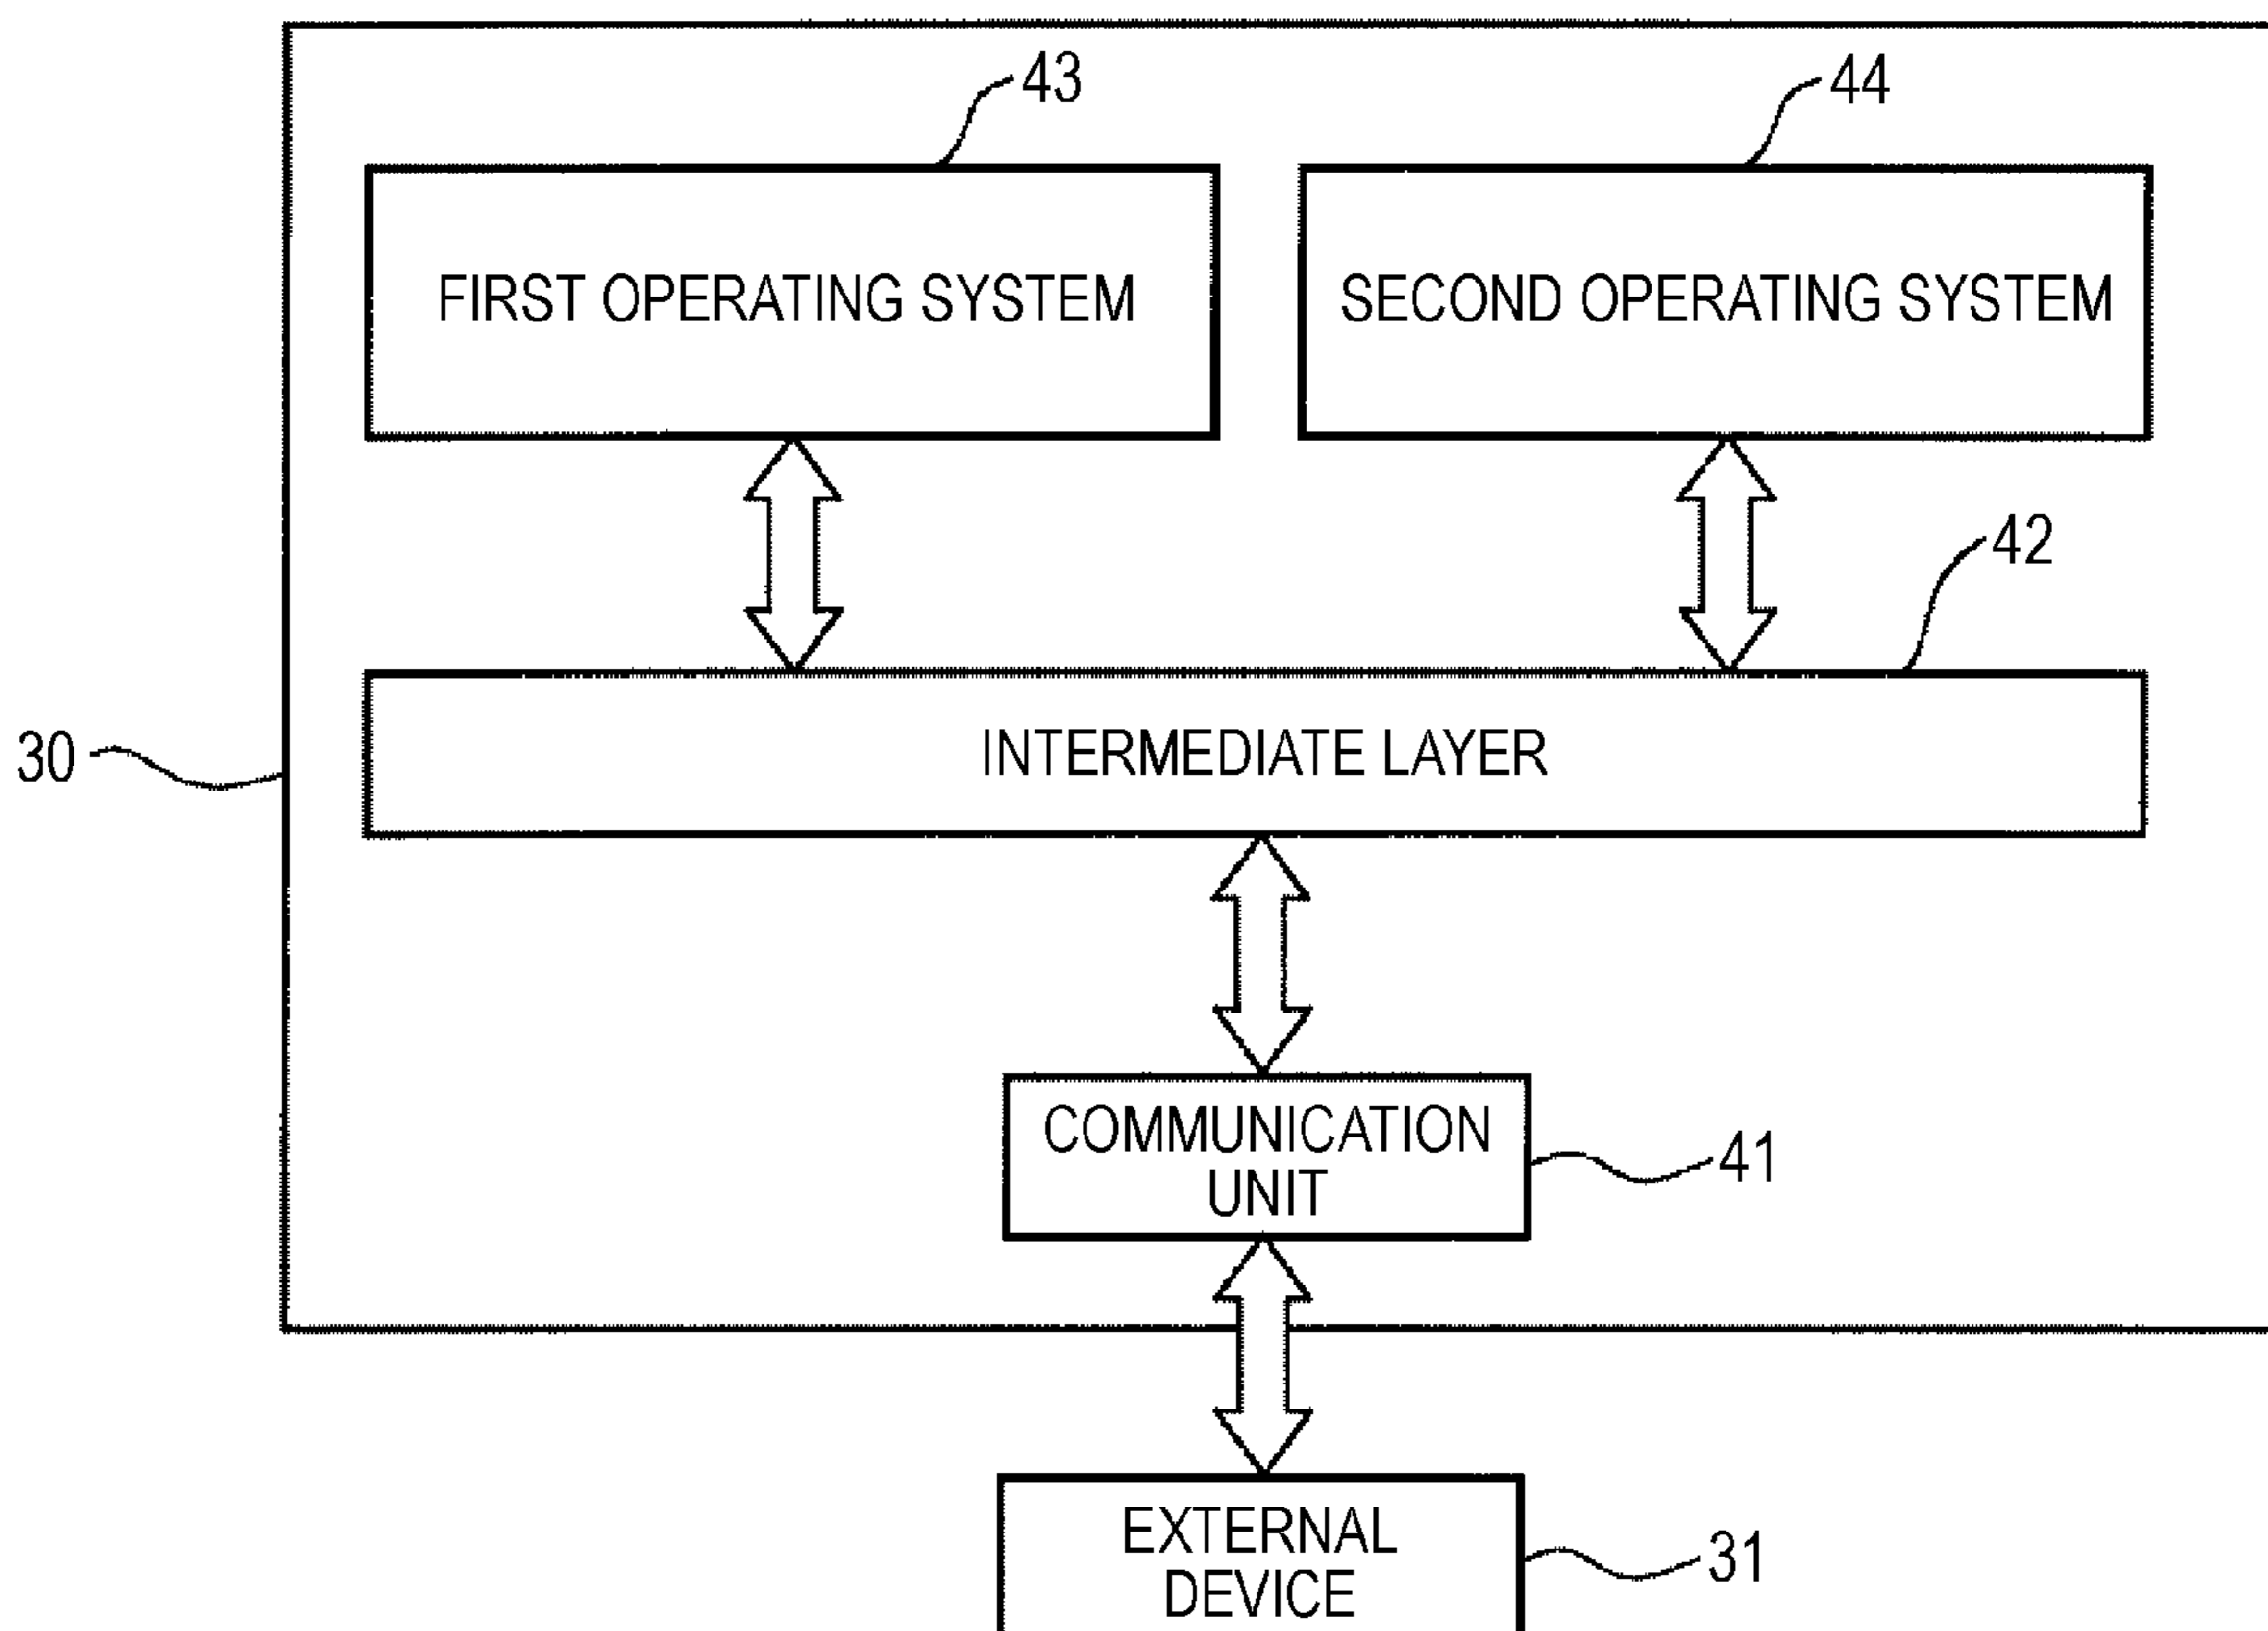 43
44
FIRST OPERATING SYSTEM
SECOND OPERATING SYSTEM
42
30
INTERMEDIATE LAYER
COMMUNICATION
UNIT
41
EXTERNAL
DEVICE
31